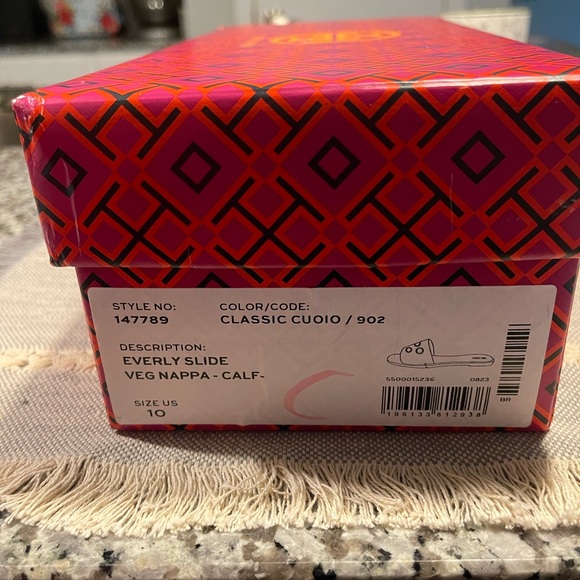 STYLE NO: COLOR/CODE:
147789 CLASSIC CUOIO / 902
DESCRIPTION:
EVERLY SLIDE
VEG NAPPA - CALF-
5500015236 0823
SIZE US
10
196133812938
BR